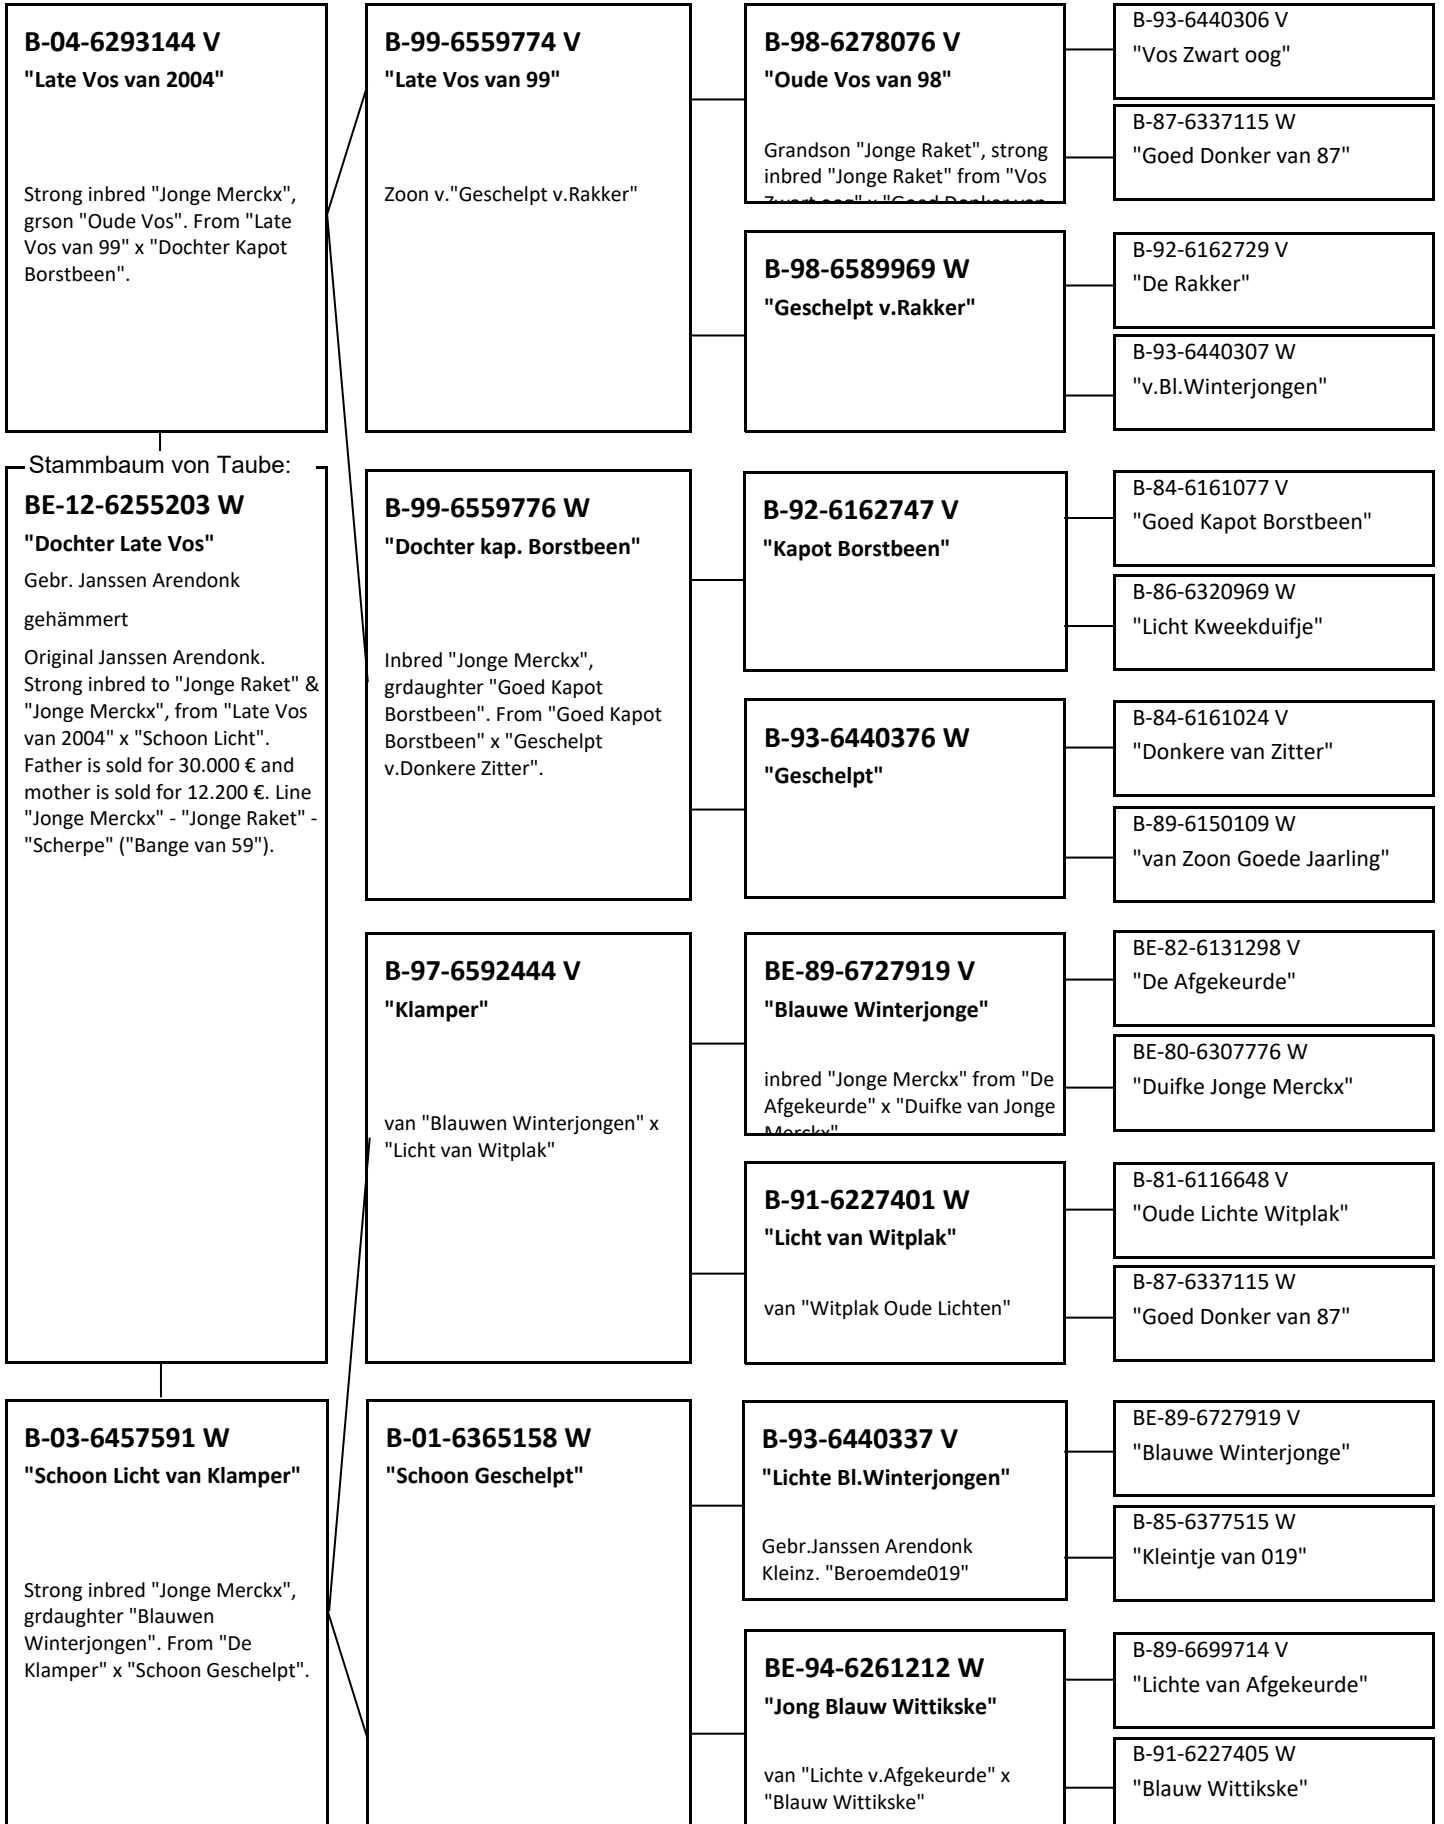 B-04-6293144 V
"Late Vos van 2004"
Strong inbred "Jonge Merckx",
grson "Oude Vos". From "Late
Vos van 99" x "Dochter Kapot
Borstbeen".
Stammbaum von Taube:
BE-12-6255203 W
"Dochter Late Vos"
Gebr. Janssen Arendonk
gehämmert
Original Janssen Arendonk.
Strong inbred to "Jonge Raket" &
"Jonge Merckx", from "Late Vos
van 2004" x "Schoon Licht".
Father is sold for 30.000 € and
mother is sold for 12.200 €. Line
"Jonge Merckx" - "Jonge Raket" -
"Scherpe" ("Bange van 59").
B-03-6457591 W
"Schoon Licht van Klamper"
Strong inbred "Jonge Merckx",
grdaughter "Blauwen
Winterjongen". From "De
Klamper" x "Schoon Geschelpt".
B-99-6559774 V
"Late Vos van 99"
Zoon v."Geschelpt v.Rakker"
B-99-6559776 W
"Dochter kap. Borstbeen"
Inbred "Jonge Merckx",
grdaughter "Goed Kapot
Borstbeen". From "Goed Kapot
Borstbeen" x "Geschelpt
v.Donkere Zitter".
B-97-6592444 V
"Klamper"
van "Blauwen Winterjongen" x
"Licht van Witplak"
B-01-6365158 W
"Schoon Geschelpt"
B-98-6278076 V
"Oude Vos van 98"
Grandson "Jonge Raket", strong
inbred "Jonge Raket" from "Vos
Zwart oog" x "Goed Donker van
B-98-6589969 W
"Geschelpt v.Rakker"
B-92-6162747 V
"Kapot Borstbeen"
B-93-6440376 W
"Geschelpt"
BE-89-6727919 V
"Blauwe Winterjonge"
inbred "Jonge Merckx" from "De
Afgekeurde" x "Duifke van Jonge
Merckx"
B-91-6227401 W
"Licht van Witplak"
van "Witplak Oude Lichten"
B-93-6440337 V
"Lichte Bl.Winterjongen"
Gebr.Janssen Arendonk
Kleinz. "Beroemde019"
BE-94-6261212 W
"Jong Blauw Wittikske"
van "Lichte v.Afgekeurde" x
"Blauw Wittikske"
B-93-6440306 V
"Vos Zwart oog"
B-87-6337115 W
"Goed Donker van 87"
B-92-6162729 V
"De Rakker"
B-93-6440307 W
"v.Bl.Winterjongen"
B-84-6161077 V
"Goed Kapot Borstbeen"
B-86-6320969 W
"Licht Kweekduifje"
B-84-6161024 V
"Donkere van Zitter"
B-89-6150109 W
"van Zoon Goede Jaarling"
BE-82-6131298 V
"De Afgekeurde"
BE-80-6307776 W
"Duifke Jonge Merckx"
B-81-6116648 V
"Oude Lichte Witplak"
B-87-6337115 W
"Goed Donker van 87"
BE-89-6727919 V
"Blauwe Winterjonge"
B-85-6377515 W
"Kleintje van 019"
B-89-6699714 V
"Lichte van Afgekeurde"
B-91-6227405 W
"Blauw Wittikske"